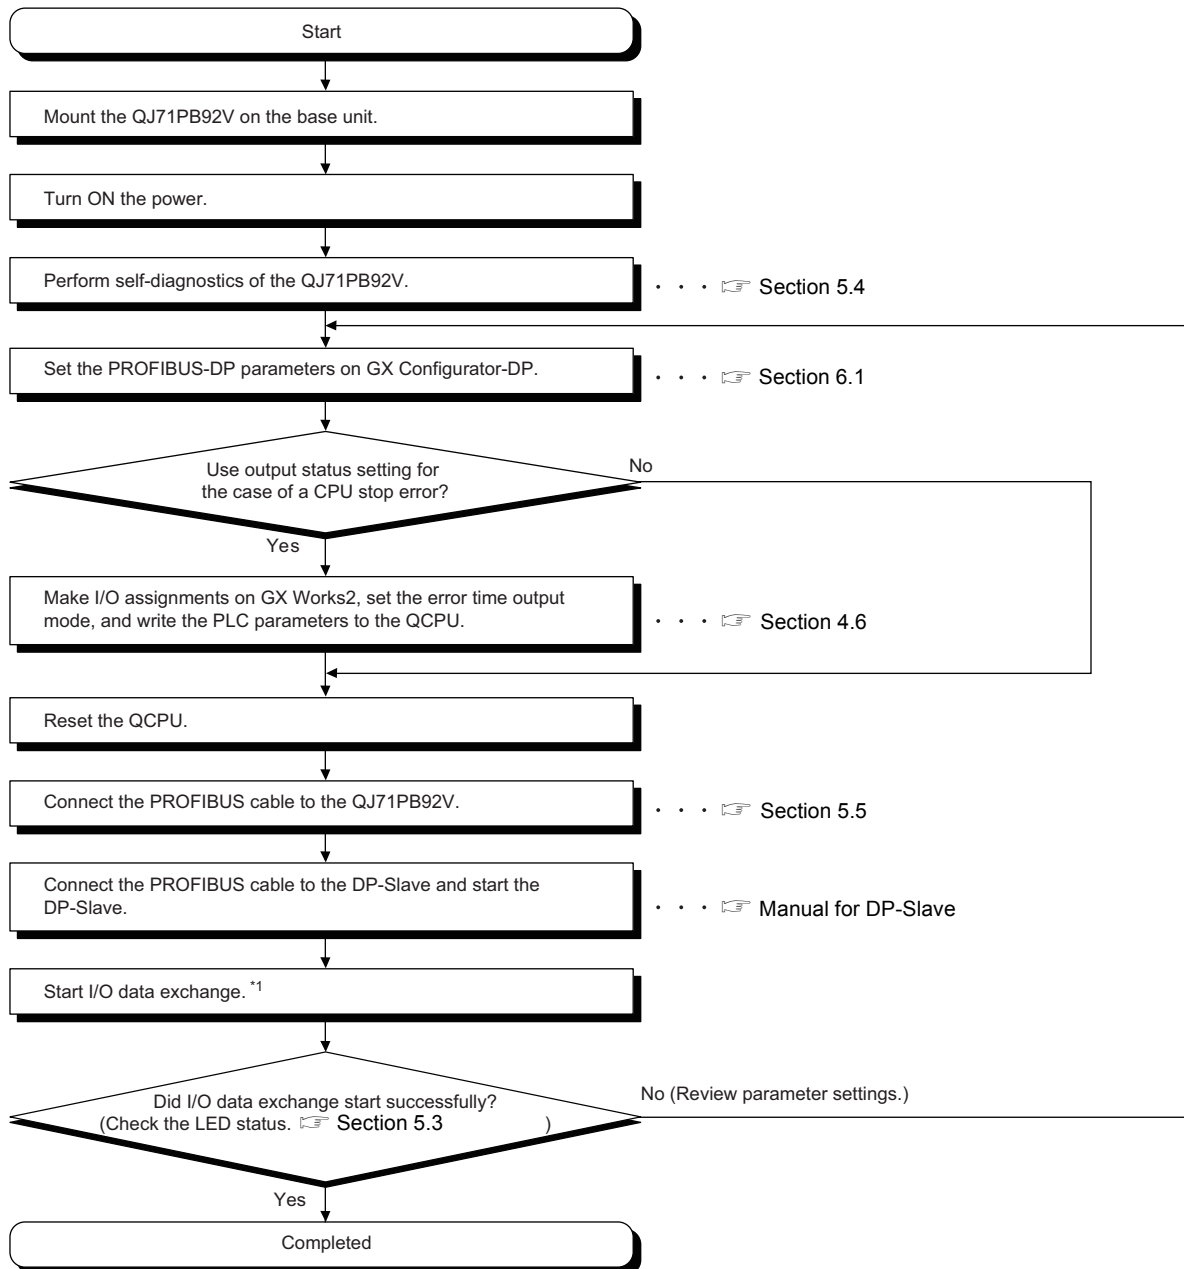 Start
Mount the QJ71PB92V on the base unit.
Turn ON the power.
Perform self-diagnostics of the QJ71PB92V.
· · · ☞ Section 5.4
Set the PROFIBUS-DP parameters on GX Configurator-DP.
· · · ☞ Section 6.1
Use output status setting for
the case of a CPU stop error?
No
Yes
Make I/O assignments on GX Works2, set the error time output
mode, and write the PLC parameters to the QCPU.
· · · ☞ Section 4.6
Reset the QCPU.
Connect the PROFIBUS cable to the QJ71PB92V.
· · · ☞ Section 5.5
Connect the PROFIBUS cable to the DP-Slave and start the
DP-Slave.
· · · ☞ Manual for DP-Slave
Start I/O data exchange. *1
Did I/O data exchange start successfully?
(Check the LED status. ☞ Section 5.3 )
No (Review parameter settings.)
Yes
Completed